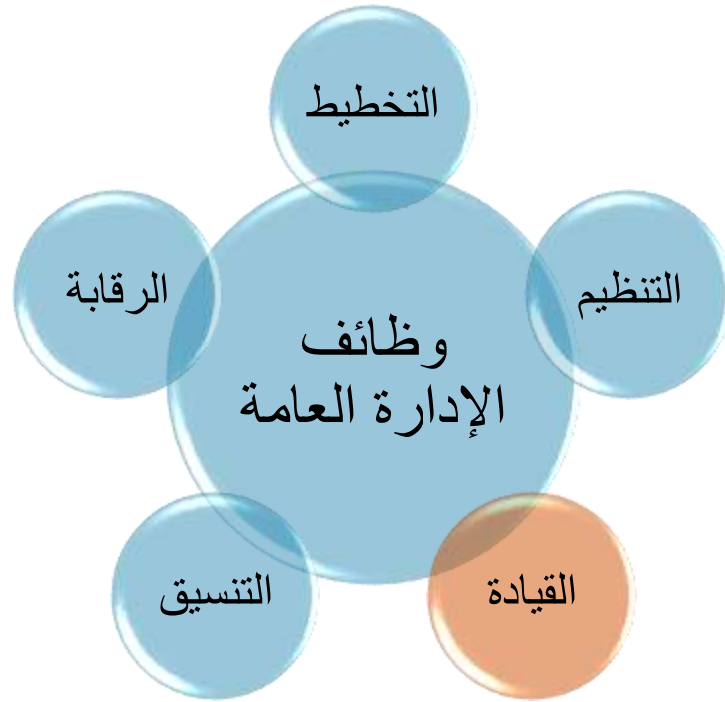 التخطيط
التنظيم
الرقابة
وظائف
الإدارة العامة
القيادة
التنسيق